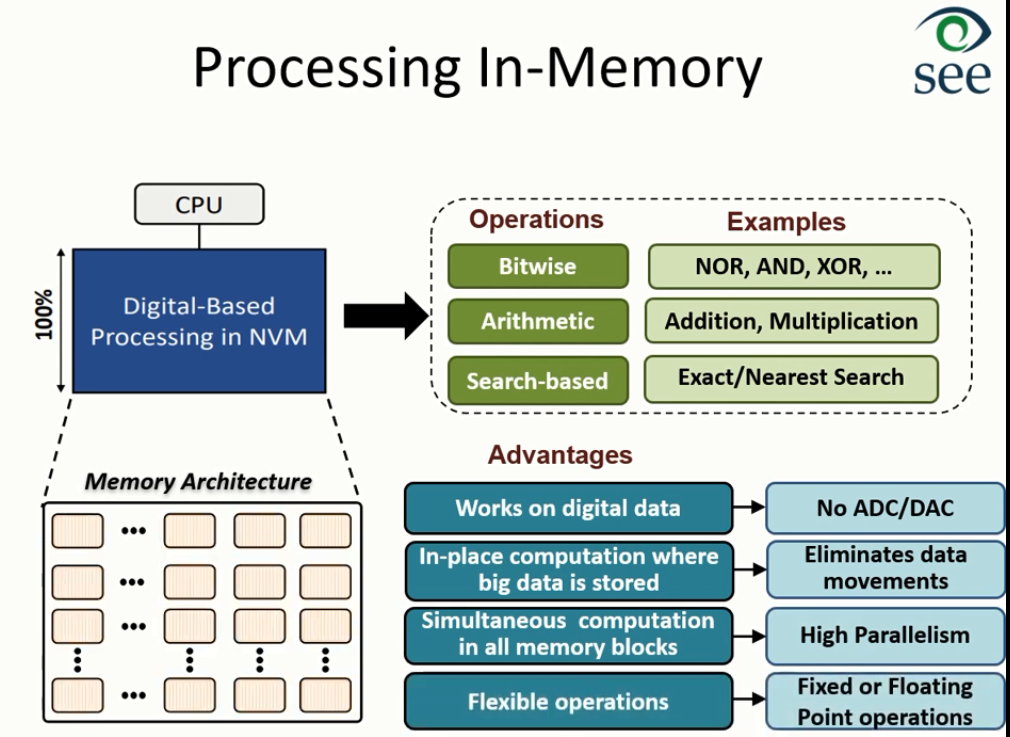 Processing In-Memory
see
CPU
100%
Digital-Based
Processing in NVM
Operations
Examples
Bitwise
NOR, AND, XOR, ...
Arithmetic
Addition, Multiplication
Search-based
Exact/Nearest Search
Memory Architecture
Advantages
Works on digital data
No ADC/DAC
In-place computation where
big data is stored
Eliminates data
movements
Simultaneous computation
in all memory blocks
High Parallelism
Flexible operations
Fixed or Floating
Point operations